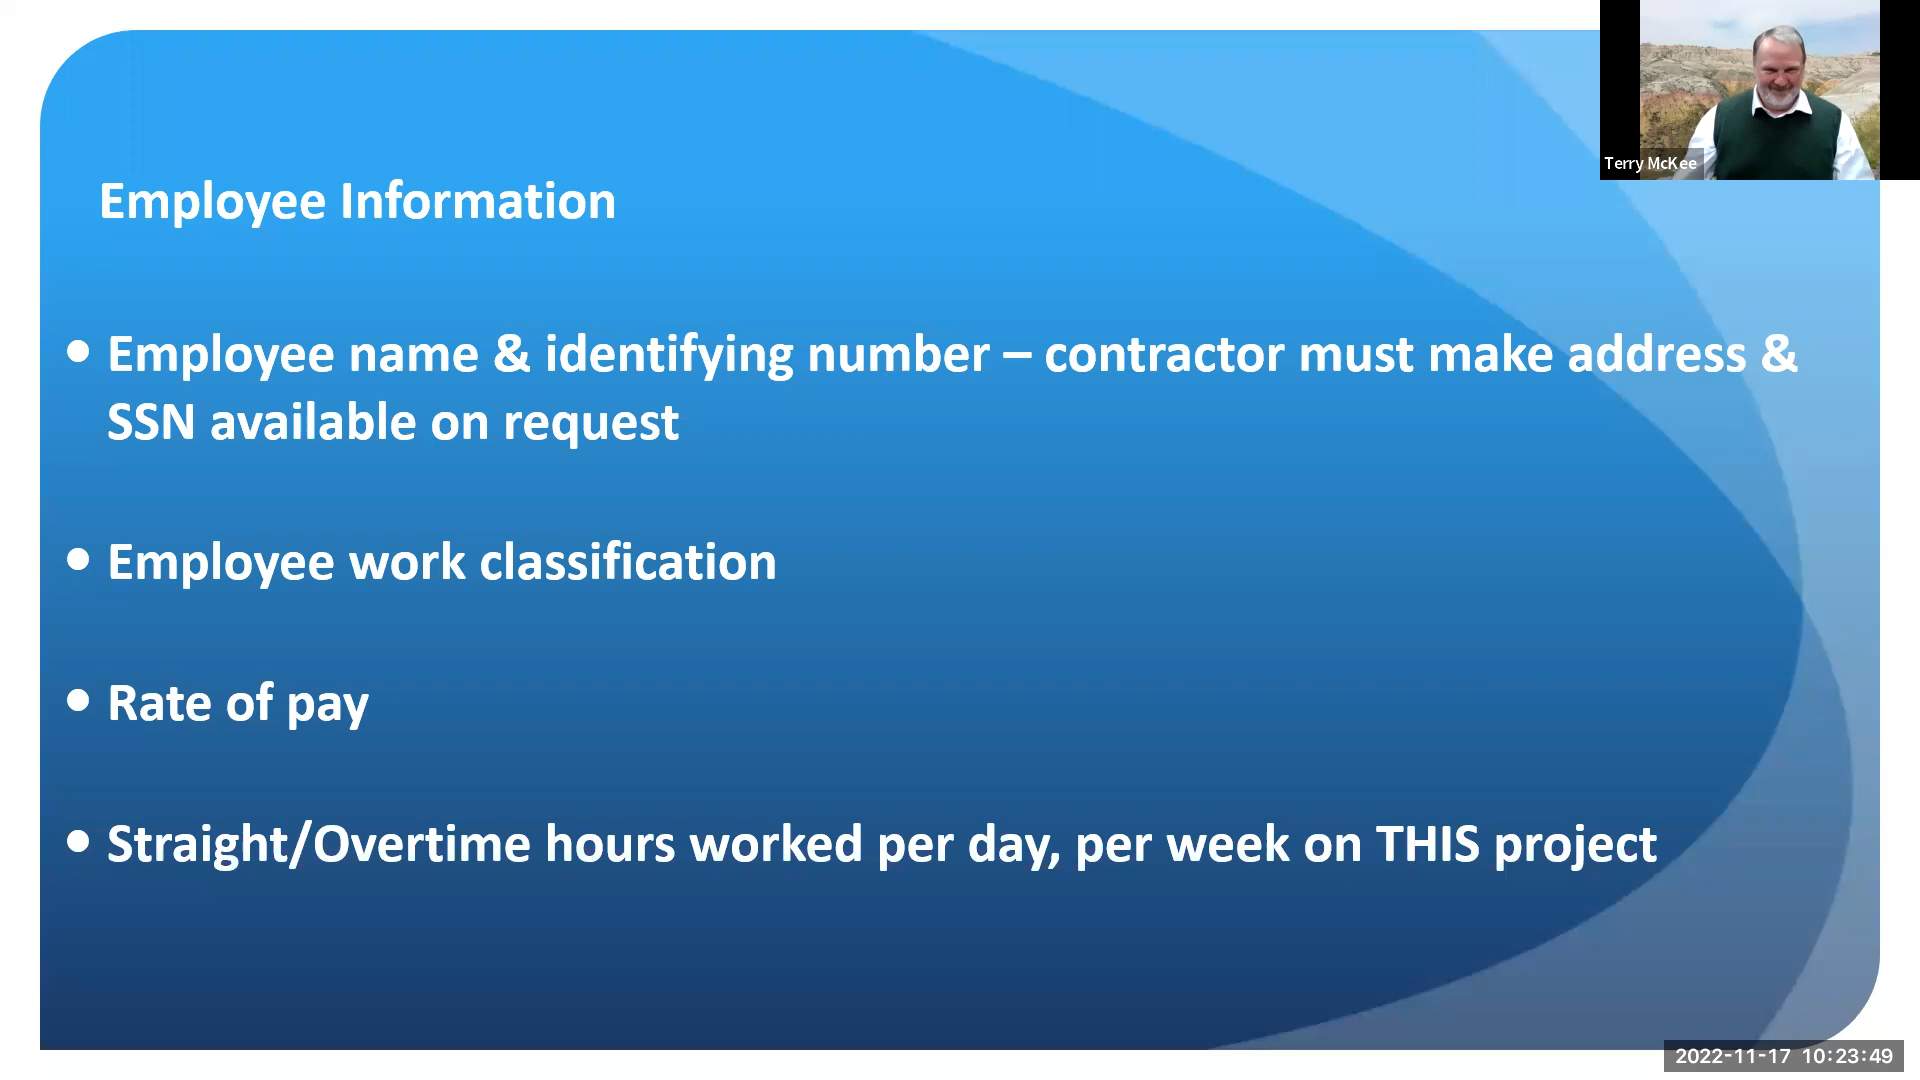 Terry McKee
Employee Information
• Employee name & identifying number – contractor must make address &
SSN available on request
• Employee work classification
• Rate of pay
• Straight/Overtime hours worked per day, per week on THIS project
2022-11-17 10:23:49